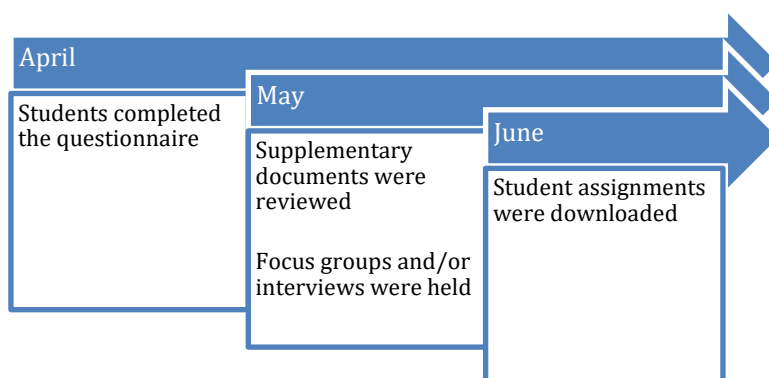 April
Students completed
the questionnaire
May
Supplementary
documents were
reviewed
Focus groups and/or
interviews were held
June
Student assignments
were downloaded